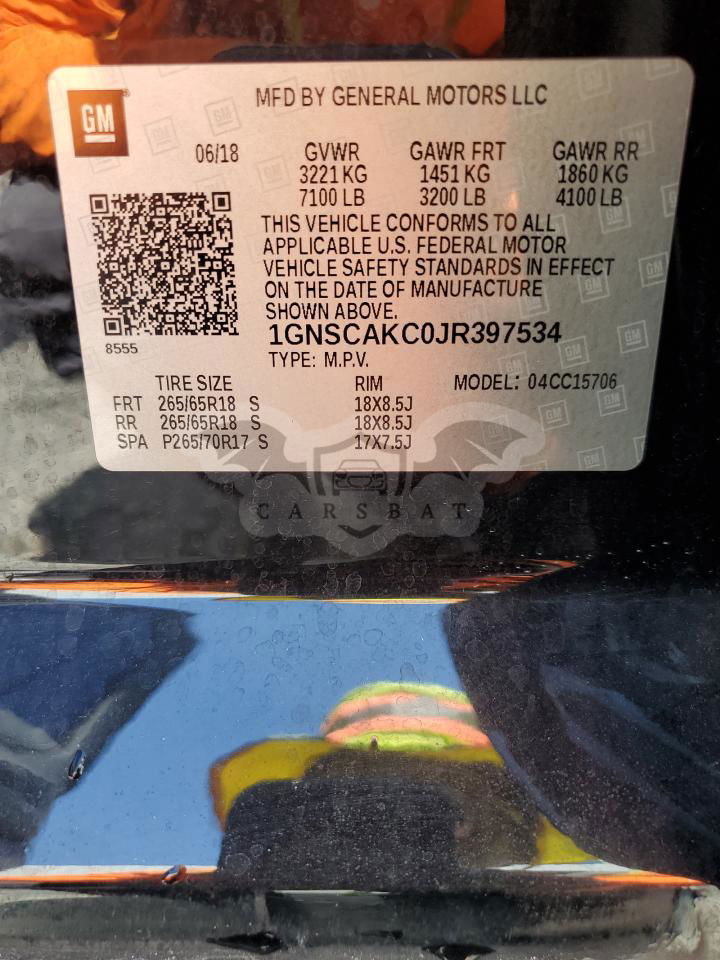 GM
MFD BY GENERAL MOTORS LLC
06/18 GVWR GAWR FRT GAWR RR
3221 KG 1451 KG 1860 KG
7100 LB 3200 LB 4100 LB
THIS VEHICLE CONFORMS TO ALL
APPLICABLE U.S. FEDERAL MOTOR
VEHICLE SAFETY STANDARDS IN EFFECT
ON THE DATE OF MANUFACTURE
SHOWN ABOVE.
8555
1GNSCAKC0JR397534
TYPE: M.P.V.
TIRE SIZE RIM MODEL: 04CC15706
FRT 265/65R18 S 18X8.5J
RR 265/65R18 S 18X8.5J
SPA P265/70R17 S 17X7.5J
CARSBAT